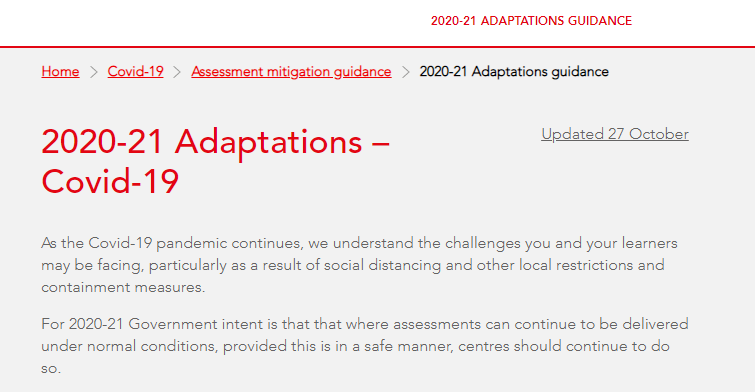 2020-21 ADAPTATIONS GUIDANCE
Home > Covid-19 > Assessment mitigation guidance > 2020-21 Adaptations guidance
2020-21 Adaptations –
Covid-19
Updated 27 October
As the Covid-19 pandemic continues, we understand the challenges you and your learners
may be facing, particularly as a result of social distancing and other local restrictions and
containment measures.
For 2020-21 Government intent is that that where assessments can continue to be delivered
under normal conditions, provided this is in a safe manner, centres should continue to do
so.